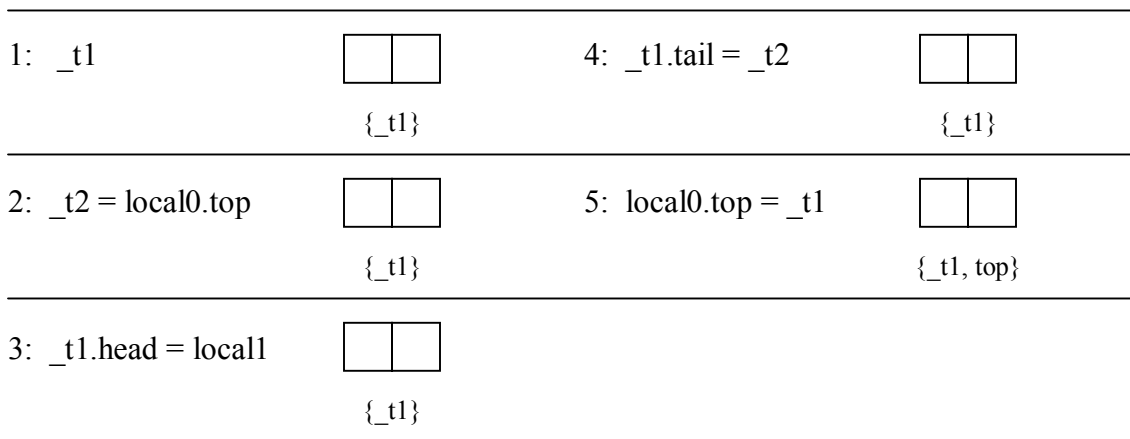 1: _t1
{_t1}
2: _t2 = local0.top
{_t1}
3: _t1.head = local1
{_t1}
4: _t1.tail = _t2
{_t1}
5: local0.top = _t1
{_t1, top}